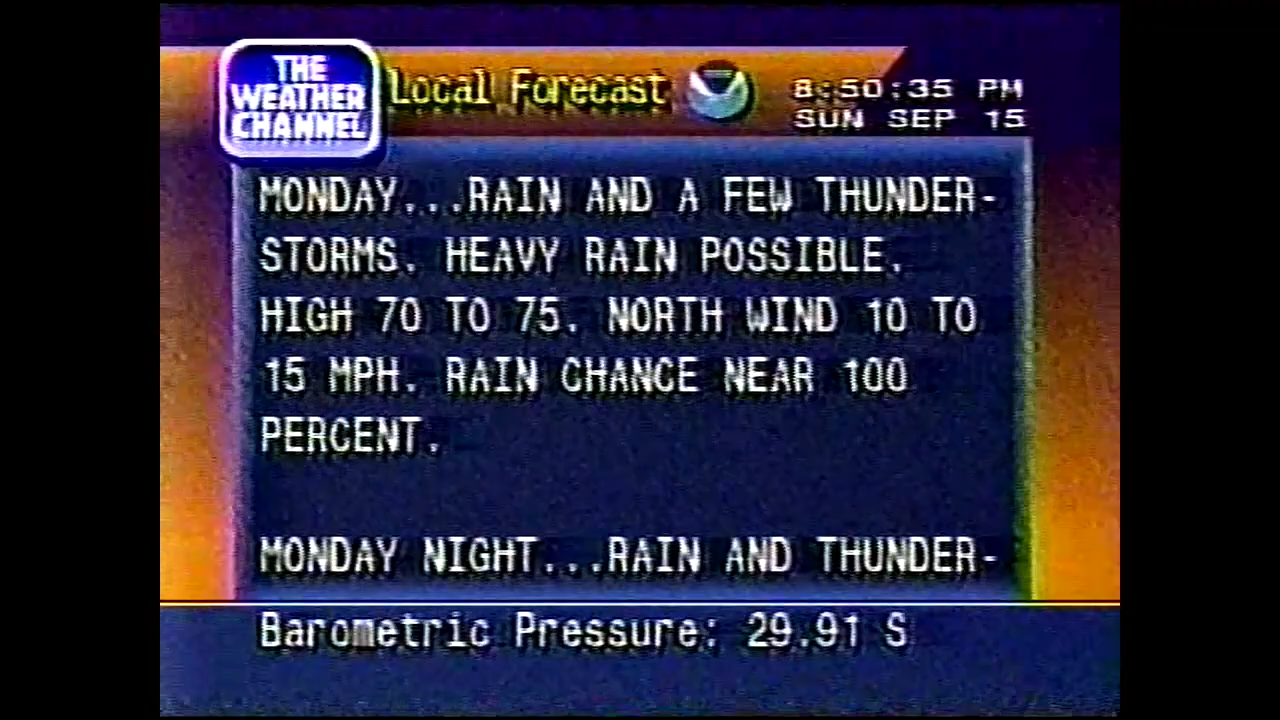 THE
WEATHER
CHANNEL
Local Forecast
8:50:35 PM
SUN SEP 15
MONDAY...RAIN AND A FEW THUNDER-
STORMS. HEAVY RAIN POSSIBLE.
HIGH 70 TO 75. NORTH WIND 10 TO
15 MPH. RAIN CHANCE NEAR 100
PERCENT.
MONDAY NIGHT...RAIN AND THUNDER-
Barometric Pressure: 29.91 S